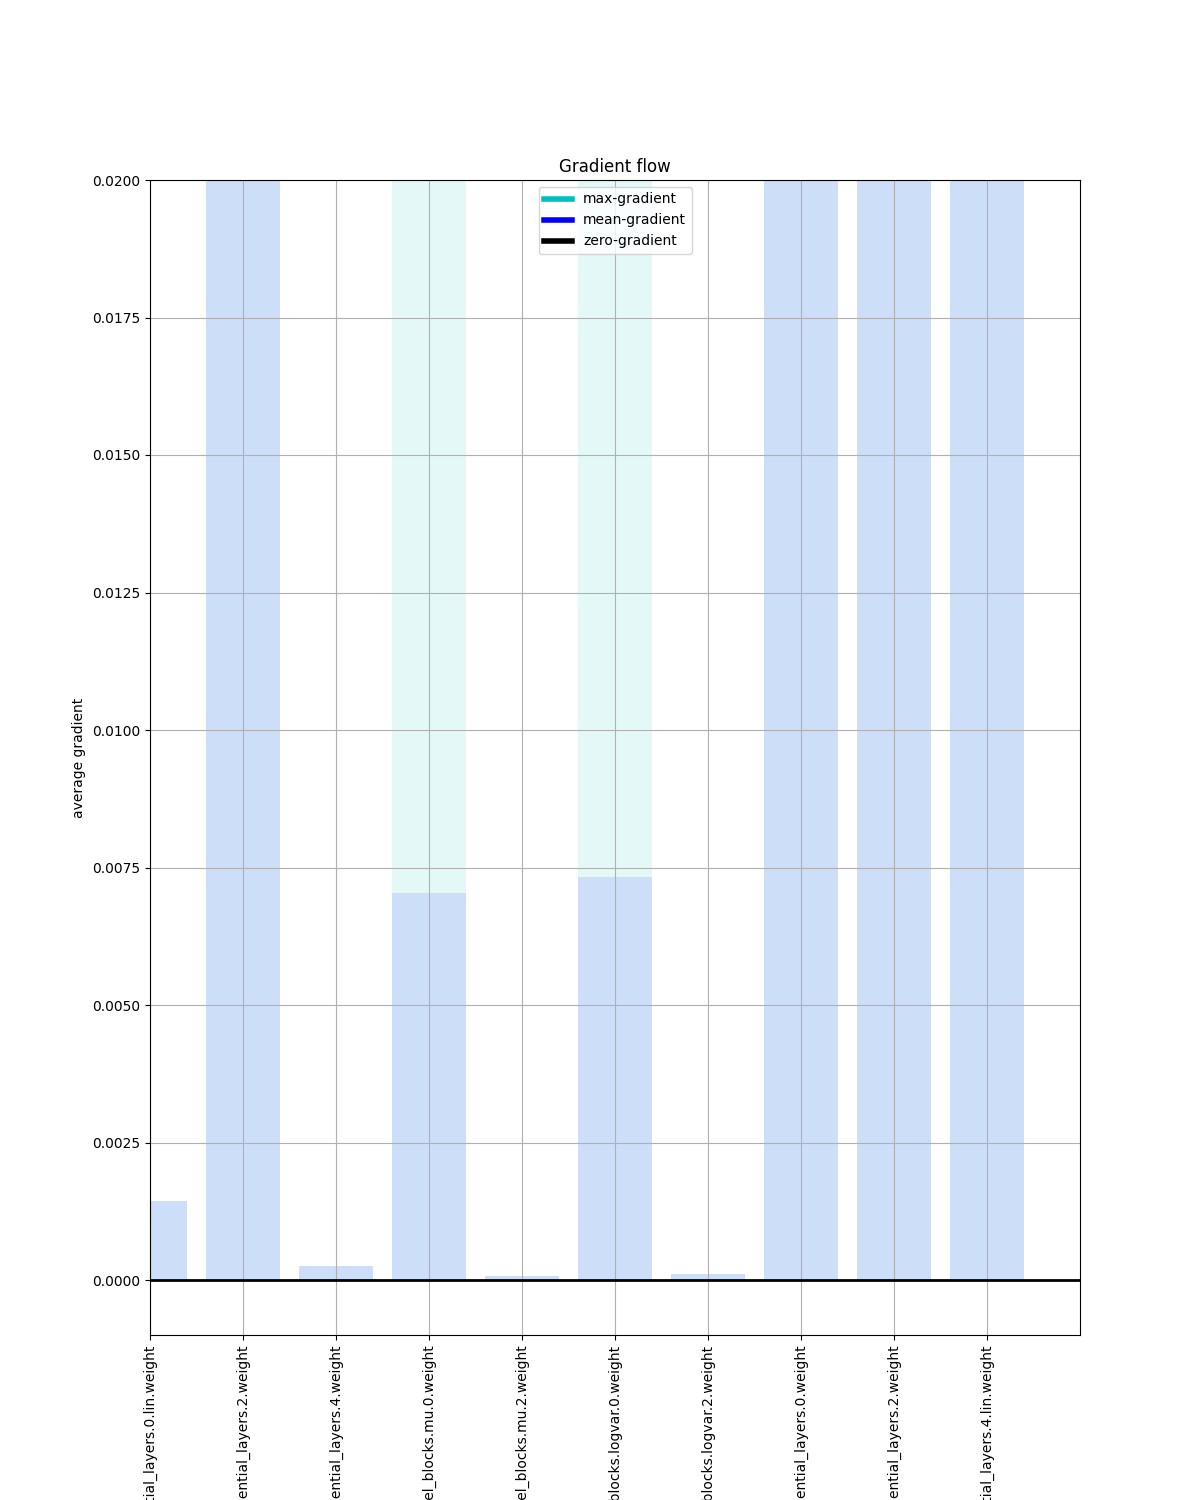 Gradient flow
max-gradient
mean-gradient
zero-gradient
0.0200
0.0175
0.0150
0.0125
0.0100
0.0075
0.0050
0.0025
0.0000
average gradient
tial_layers.0.lin.weight
ential_layers.2.weight
ential_layers.4.weight
el_blocks.mu.0.weight
el_blocks.mu.2.weight
blocks.logvar.0.weight
blocks.logvar.2.weight
ential_layers.0.weight
ential_layers.2.weight
tial_layers.4.lin.weight